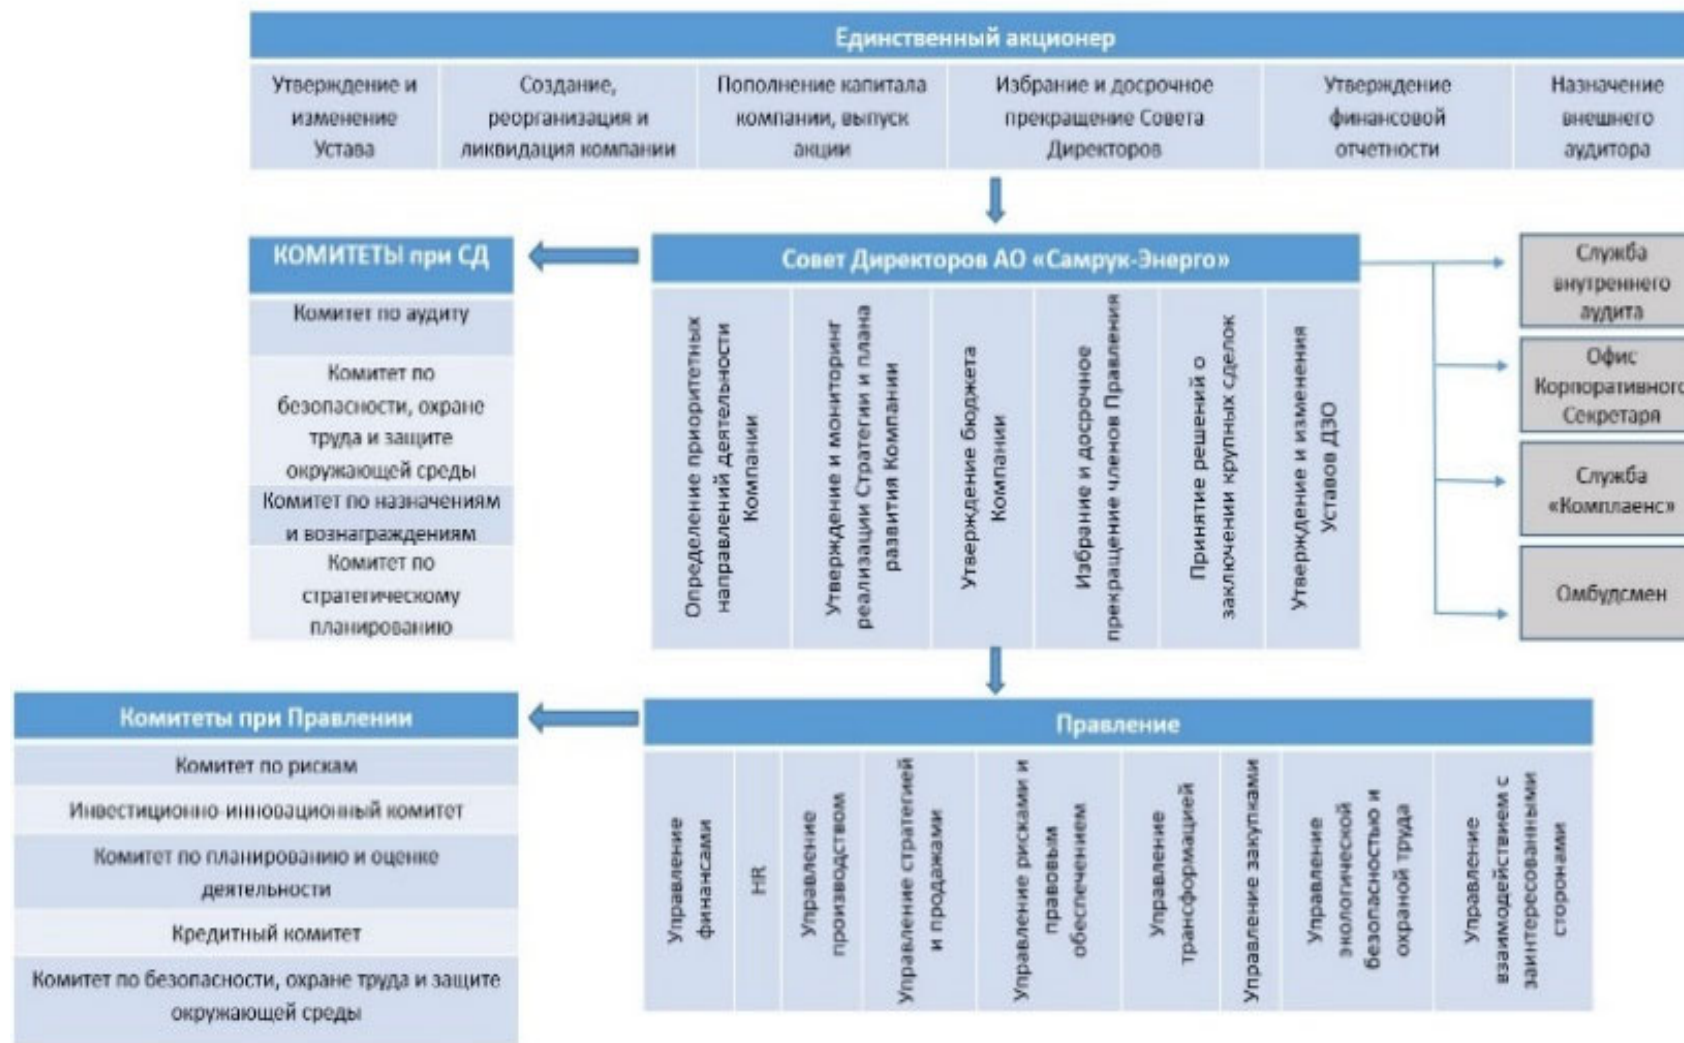 Единственный акционер
Утверждение и
изменение
Устава
Создание,
реорганизация и
ликвидация компании
Пополнение капитала
компании, выпуск
акции
Избрание и досрочное
прекращение Совета
Директоров
Утверждение
финансовой
отчетности
Назначение
внешнего
аудитора
КОМИТЕТЫ при СД
Комитет по аудиту
Комитет по
безопасности, охране
труда и защите
окружающей среды
Комитет по назначениям
и вознаграждениям
Комитет по
стратегическому
планированию
Совет Директоров АО «Самрук-Энерго»
Определение приоритетных
направлений деятельности
Компании
Утверждение и мониторинг
реализации Стратегии и плана
развития Компании
Утверждение бюджета
Компании
Избрание и досрочное
прекращение членов Правления
Принятие решений о
заключении крупных сделок
Утверждение и изменения
Уставов ДЗО
Служба
внутреннего
аудита
Офис
Корпоративного
Секретаря
Служба
«Комплаенс»
Омбудсмен
Комитеты при Правлении
Комитет по рискам
Инвестиционно-инновационный комитет
Комитет по планированию и оценке
деятельности
Кредитный комитет
Комитет по безопасности, охране труда и защите
окружающей среды
Правление
Управление
финансами
HR
Управление
производством
Управление стратегией
и продажами
Управление рисками и
правовым
обеспечением
Управление
трансформацией
Управление закупками
Управление
экологической
безопасностью и
охраной труда
Управление
взаимодействием с
заинтересованными
сторонами